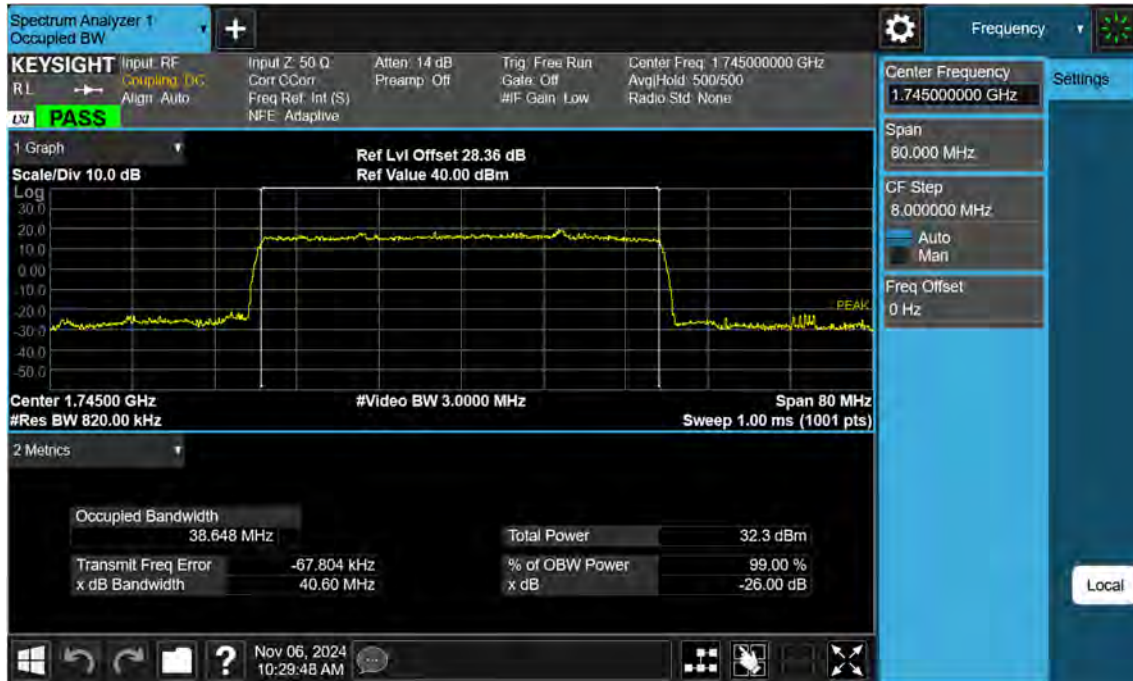 Spectrum Analyzer 1
Occupied BW
+
Frequency
KEYSIGHT
RL
LXI
PASS
Input: RF
Coupling: DC
Align: Auto
Input Z: 50 Ω
Corr CCorr
Freq Ref: Int (S)
NFE: Adaptive
Atten: 14 dB
Preamp: Off
Trig: Free Run
Gate: Off
#IF Gain: Low
Center Freq: 1.745000000 GHz
Avg|Hold: 500/500
Radio Std: None
Center Frequency
1.745000000 GHz
Settings
Span
80.000 MHz
CF Step
8.000000 MHz
Auto
Man
Freq Offset
0 Hz
Local
1 Graph
Scale/Div 10.0 dB
Ref Lvl Offset 28.36 dB
Ref Value 40.00 dBm
Log
30.0
20.0
10.0
0.00
-10.0
-20.0
-30.0
-40.0
-50.0
PEAK
Center 1.74500 GHz
#Video BW 3.0000 MHz
Span 80 MHz
#Res BW 820.00 kHz
Sweep 1.00 ms (1001 pts)
2 Metrics
Occupied Bandwidth
38.648 MHz
Total Power 32.3 dBm
Transmit Freq Error -67.804 kHz
% of OBW Power 99.00 %
x dB Bandwidth 40.60 MHz
x dB -26.00 dB
?
Nov 06, 2024
10:29:48 AM